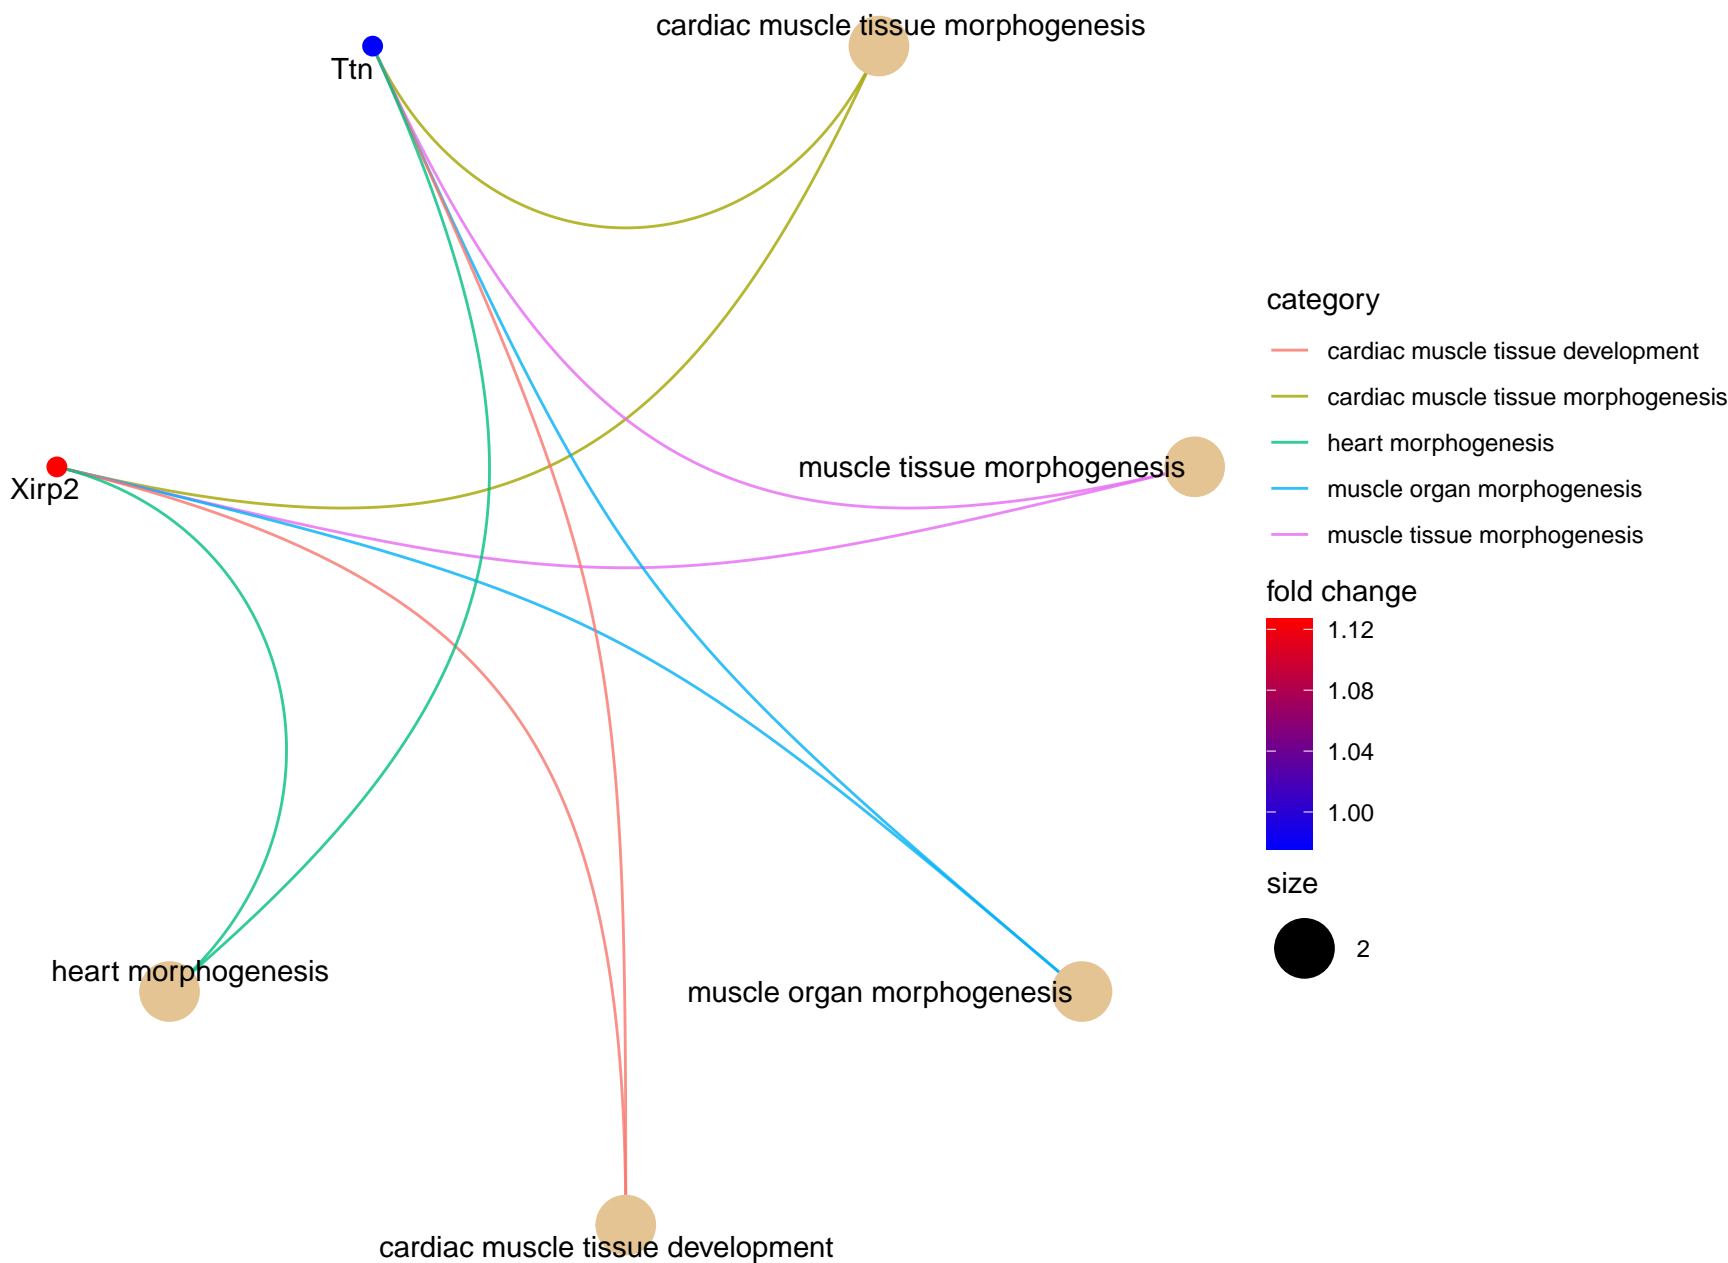 cardiac muscle tissue morphogenesis
Ttn
muscle tissue morphogenesis
Xirp2
heart morphogenesis
muscle organ morphogenesis
cardiac muscle tissue development
category
cardiac muscle tissue development
cardiac muscle tissue morphogenesis
heart morphogenesis
muscle organ morphogenesis
muscle tissue morphogenesis
fold change
1.12
1.08
1.04
1.00
size
2